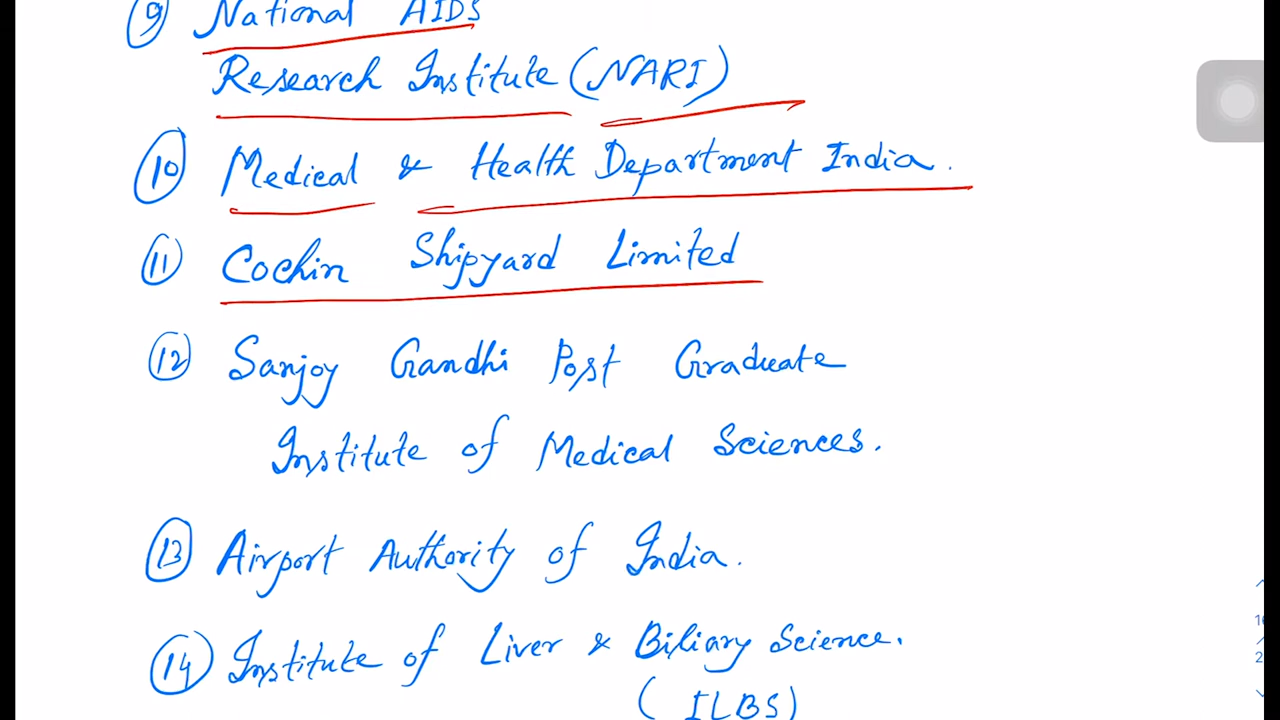 ⑨ National AIDS
Research Institute (NARI)
⑩ Medical & Health Department India.
⑪ Cochin Shipyard Limited
⑫ Sanjoy Gandhi Post Graduate
Institute of Medical Sciences.
⑬ Airport Authority of India.
⑭ Institute of Liver & Biliary Science.
(ILBS)